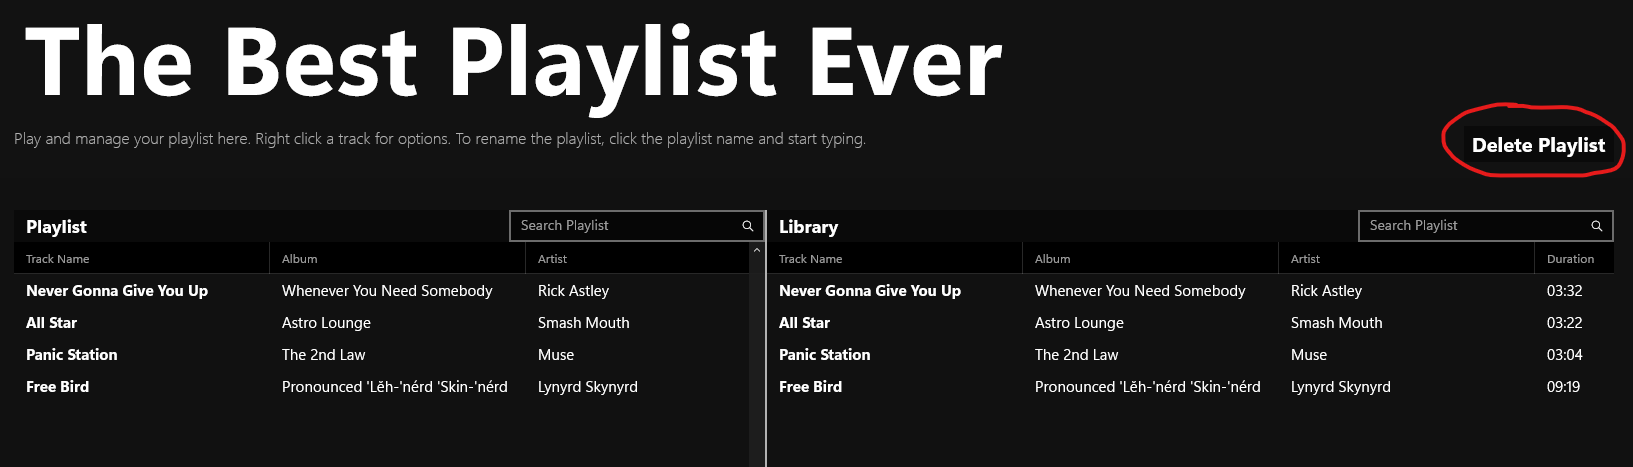 The Best Playlist Ever
Play and manage your playlist here. Right click a track for options. To rename the playlist, click the playlist name and start typing.
Delete Playlist
Playlist Search Playlist Library Search Playlist
Track Name Album Artist Track Name Album Artist Duration
Never Gonna Give You Up Whenever You Need Somebody Rick Astley Never Gonna Give You Up Whenever You Need Somebody Rick Astley 03:32
All Star Astro Lounge Smash Mouth All Star Astro Lounge Smash Mouth 03:22
Panic Station The 2nd Law Muse Panic Station The 2nd Law Muse 03:04
Free Bird Pronounced 'Lĕh-'nérd 'Skin-'nérd Lynyrd Skynyrd Free Bird Pronounced 'Lĕh-'nérd 'Skin-'nérd Lynyrd Skynyrd 09:19